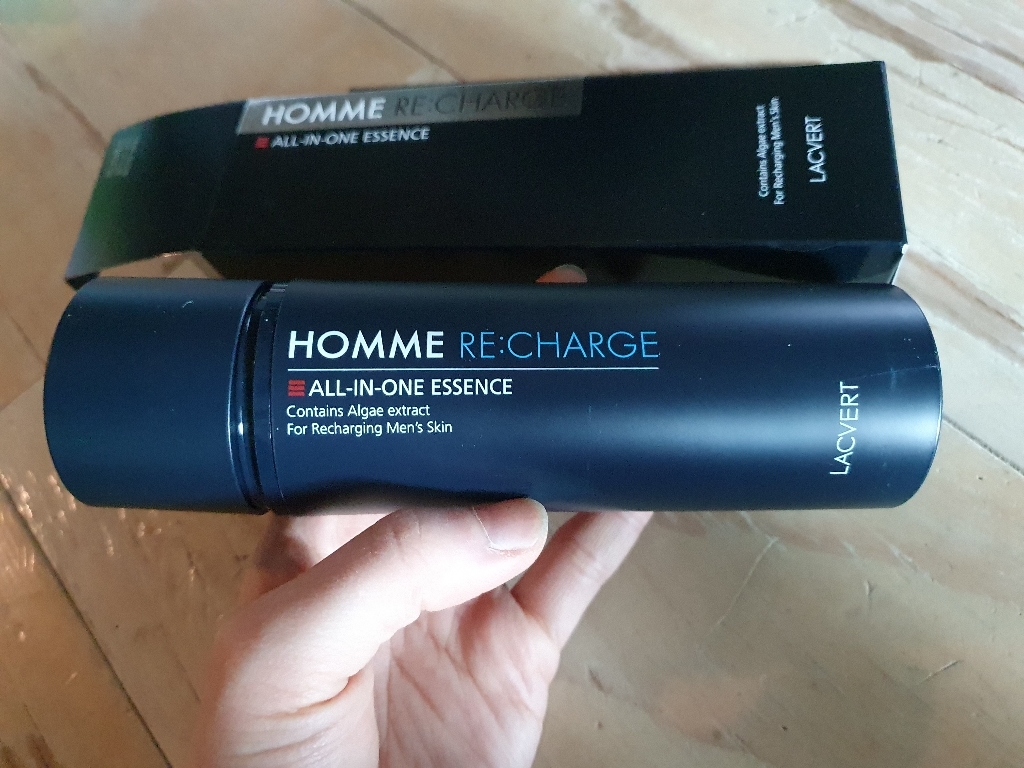 HOMME RE:CHARGE
ALL-IN-ONE ESSENCE
Contains Algae extract
For Recharging Men's Skin
LACVERT
HOMME RE:CHARGE
ALL-IN-ONE ESSENCE
Contains Algae extract
For Recharging Men's Skin
LACVERT